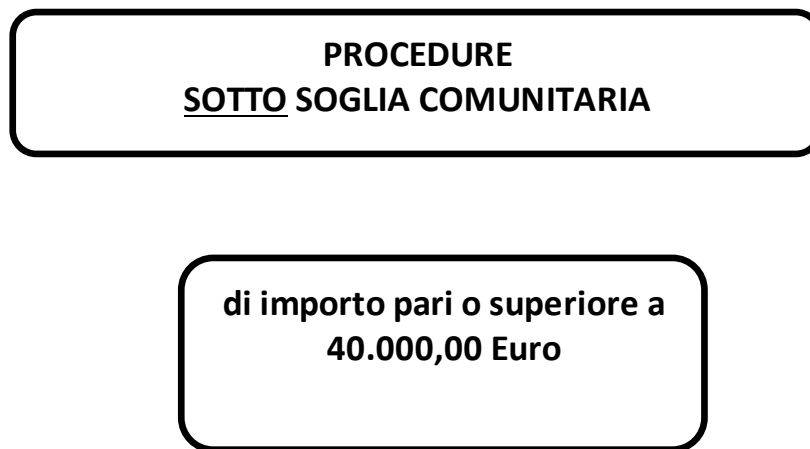 PROCEDURE
SOTTO SOGLIA COMUNITARIA
di importo pari o superiore a
40.000,00 Euro